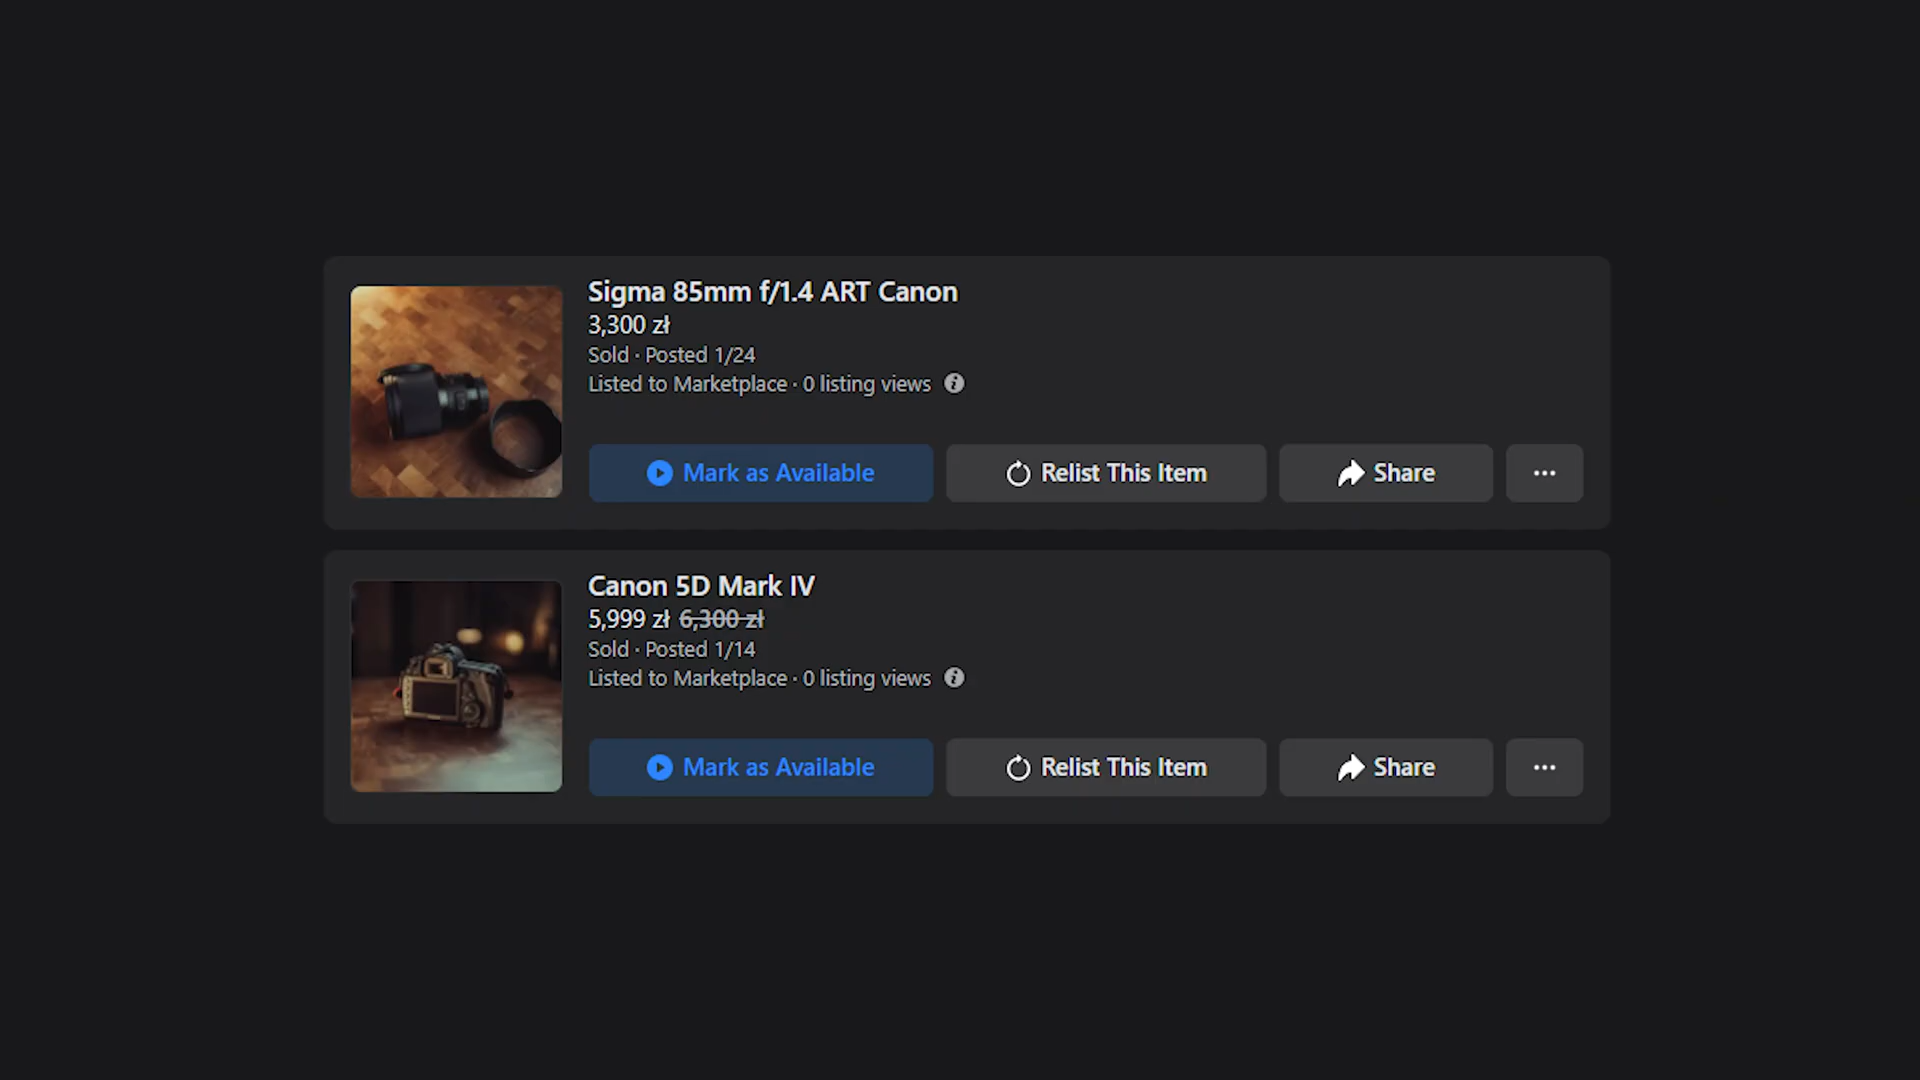 Sigma 85mm f/1.4 ART Canon
3,300 zł
Sold · Posted 1/24
Listed to Marketplace · 0 listing views
Mark as Available
Relist This Item
Share
Canon 5D Mark IV
5,999 zł 6,300 zł
Sold · Posted 1/14
Listed to Marketplace · 0 listing views
Mark as Available
Relist This Item
Share